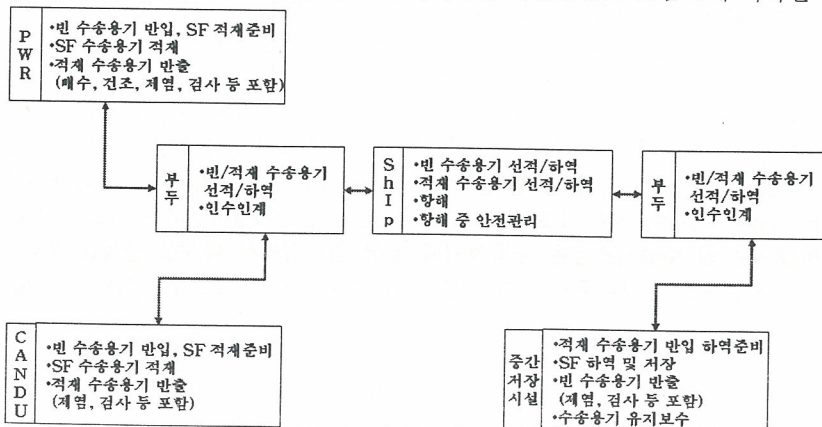 PWR
•빈 수송용기 반입, SF 적재준비
•SF 수송용기 적재
•적재 수송용기 반출
(배수, 건조, 제염, 검사 등 포함)
부두
•빈/적재 수송용기
선적/하역
•인수인계
ShIp
•빈 수송용기 선적/하역
•적재 수송용기 선적/하역
•항해
•항해 중 안전관리
부두
•빈/적재 수송용기
선적/하역
•인수인계
CANDU
•빈 수송용기 반입, SF 적재준비
•SF 수송용기 적재
•적재 수송용기 반출
(제염, 검사 등 포함)
중간
저장
시설
•적재 수송용기 반입 하역준비
•SF 하역 및 저장
•빈 수송용기 반출
(제염, 검사 등 포함)
•수송용기 유지보수